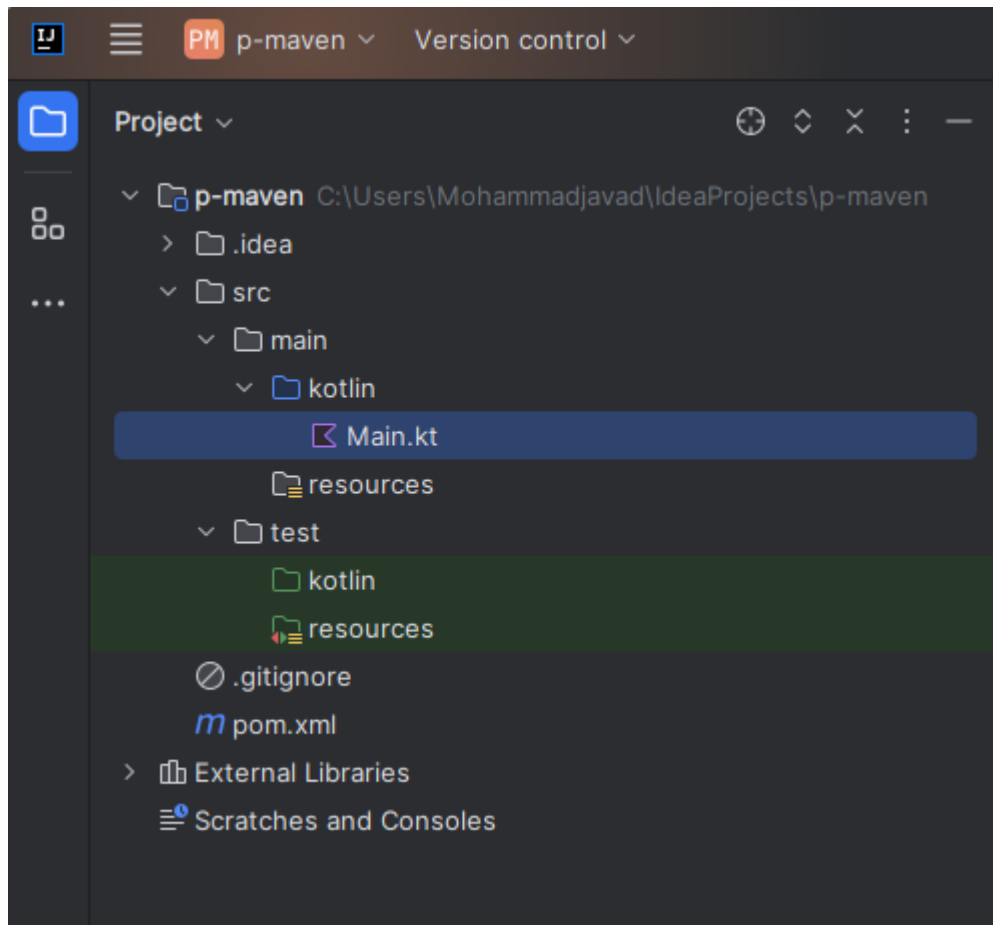 IJ PM p-maven Version control
Project
p-maven C:\Users\Mohammadjavad\IdeaProjects\p-maven
.idea
src
main
kotlin
Main.kt
resources
test
kotlin
resources
.gitignore
m pom.xml
External Libraries
Scratches and Consoles